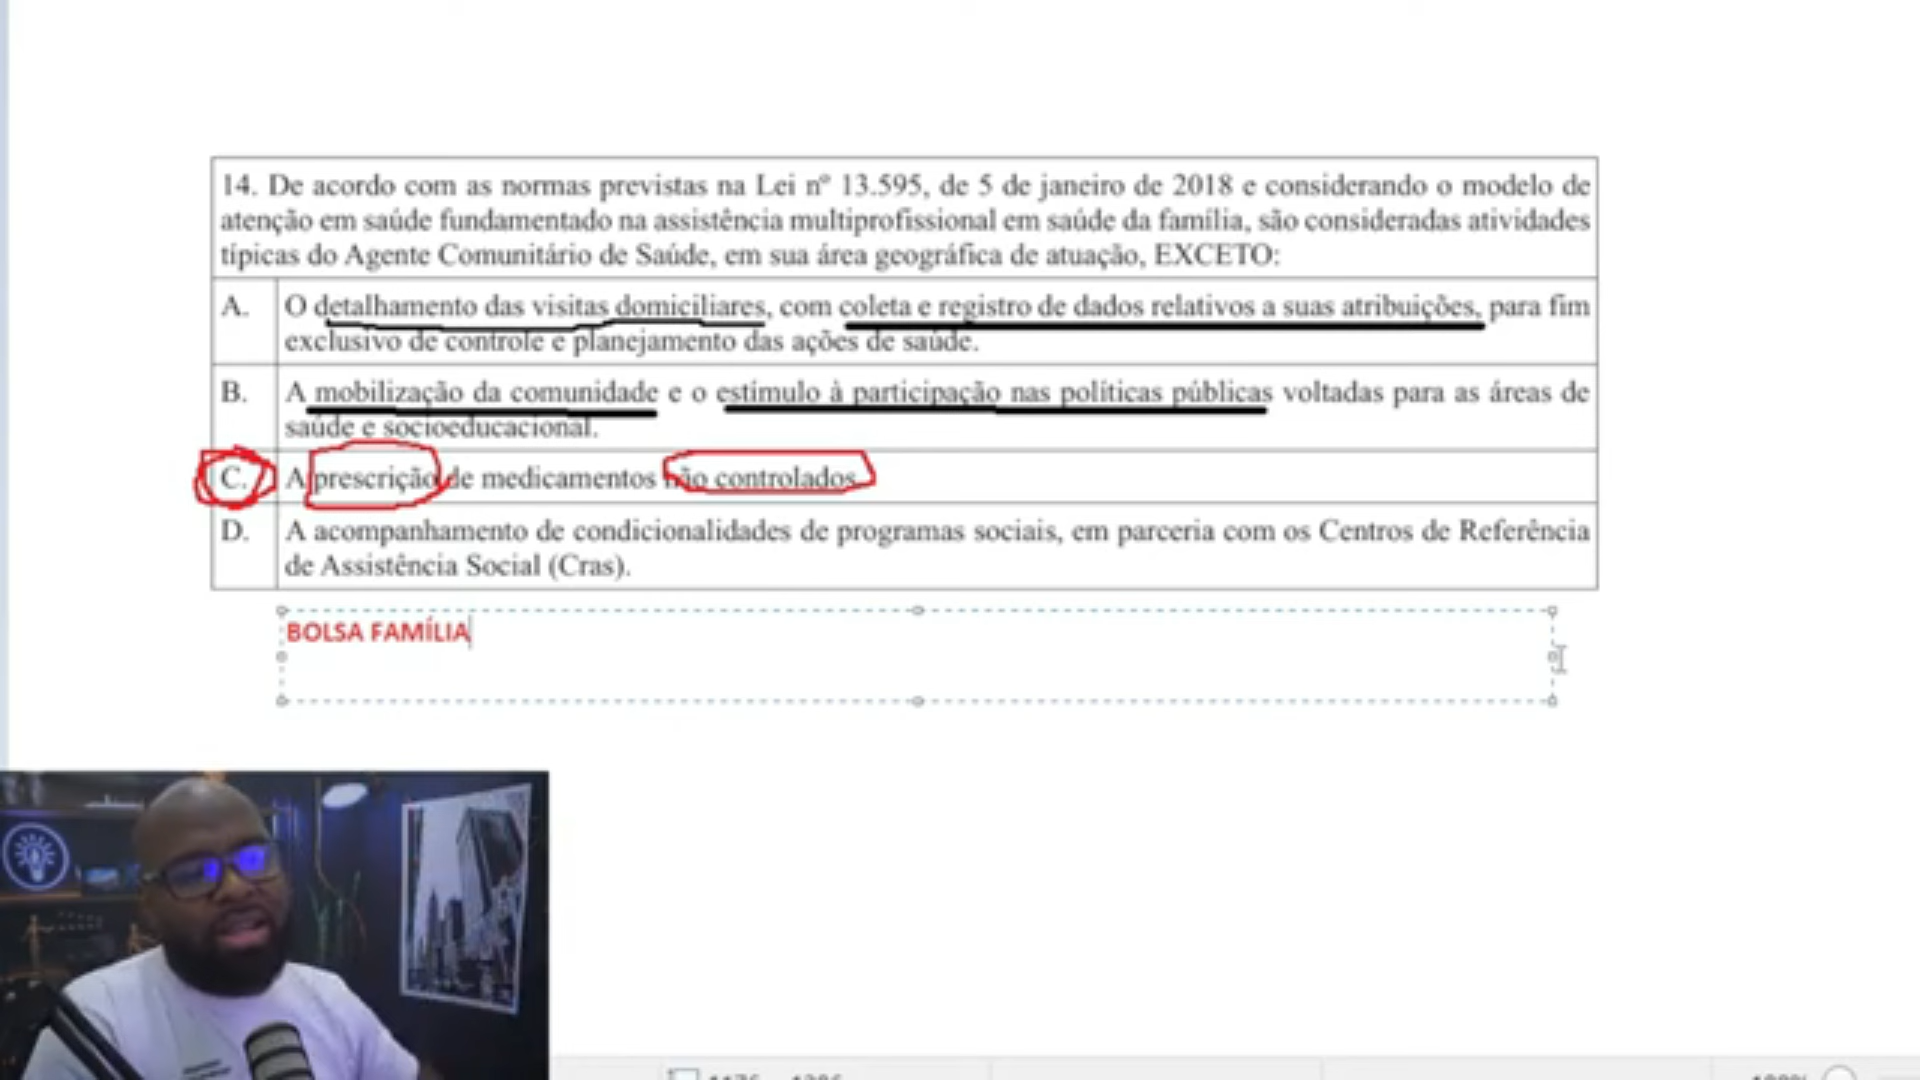 14. De acordo com as normas previstas na Lei nº 13.595, de 5 de janeiro de 2018 e considerando o modelo de
atenção em saúde fundamentado na assistência multiprofissional em saúde da família, são consideradas atividades
típicas do Agente Comunitário de Saúde, em sua área geográfica de atuação, EXCETO:
A. O detalhamento das visitas domiciliares, com coleta e registro de dados relativos a suas atribuições, para fim
exclusivo de controle e planejamento das ações de saúde.
B. A mobilização da comunidade e o estímulo à participação nas políticas públicas voltadas para as áreas de
saúde e socioeducacional.
C. A prescrição de medicamentos não controlados.
D. A acompanhamento de condicionalidades de programas sociais, em parceria com os Centros de Referência
de Assistência Social (Cras).
BOLSA FAMÍLIA